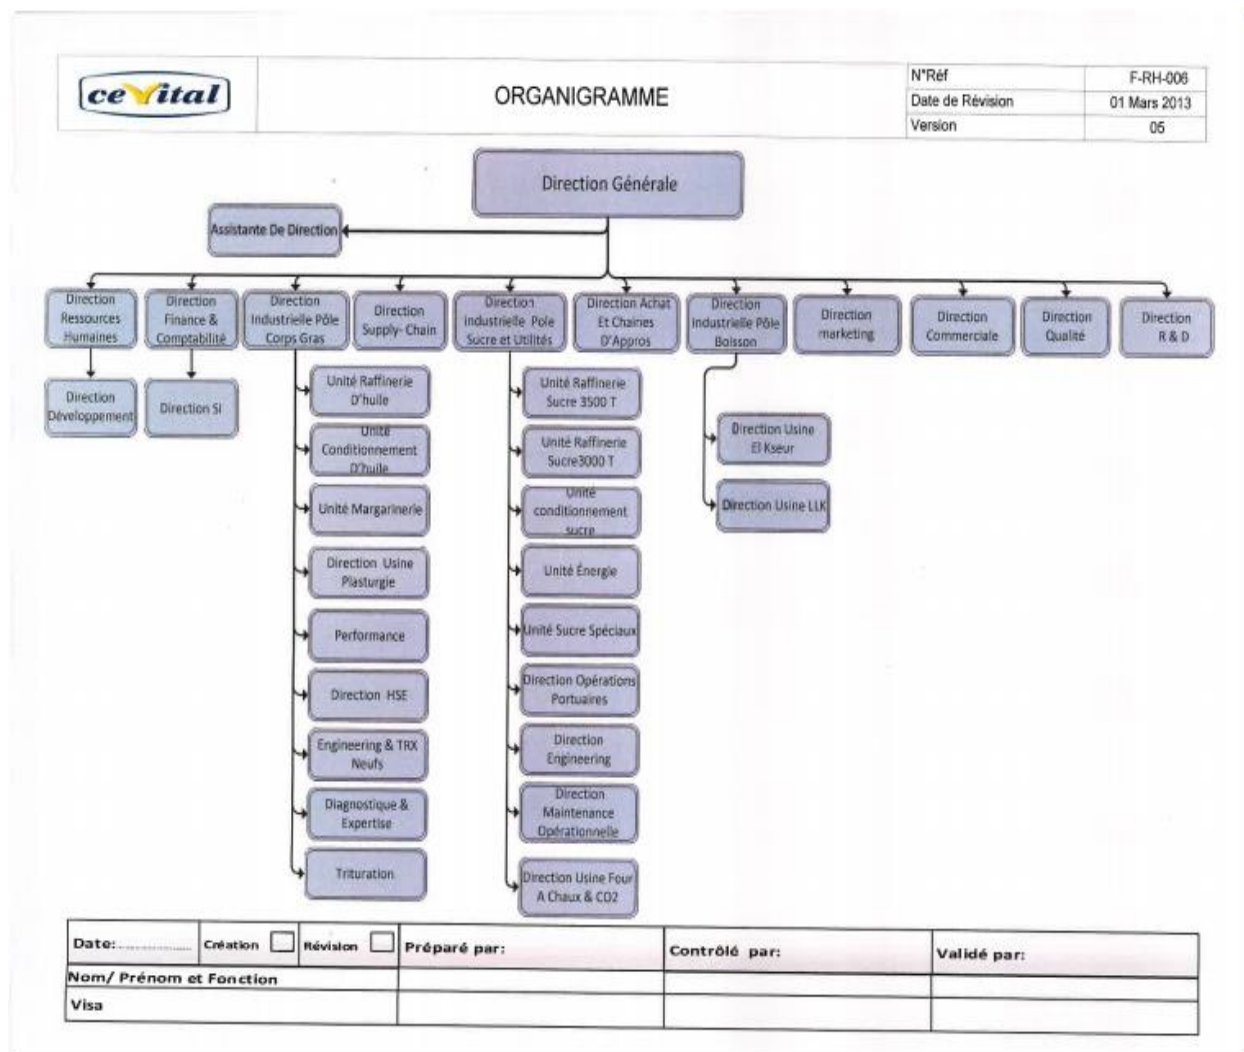 cevital
ORGANIGRAMME
N°Réf
F-RH-006
Date de Révision
01 Mars 2013
Version
05
Direction Générale
Assistante De Direction
Direction
Ressources
Humaines
Direction
Finance &
Comptabilité
Direction
Industrielle Pôle
Corps Gras
Direction
Supply- Chain
Direction
industrielle Pole
Sucre et Utilités
Direction Achat
Et Chaines
D'Appros
Direction
industrielle Pôle
Boisson
Direction
marketing
Direction
Commerciale
Direction
Qualité
Direction
R & D
Direction
Développement
Direction SI
Unité Raffinerie
D'huile
Unité
Conditionnement
D'huile
Unité Margarinerie
Direction Usine
Plasturgie
Performance
Direction HSE
Engineering & TRX
Neufs
Diagnostique &
Expertise
Trituration
Unité Raffinerie
Sucre 3500 T
Unité Raffinerie
Sucre3000 T
Unité
conditionnement
sucre
Unité Énergie
Unité Sucre Spéciaux
Direction Opérations
Portuaires
Direction
Engineering
Direction
Maintenance
Opérationnelle
Direction Usine Four
A Chaux & CO2
Direction Usine
El Kseur
Direction Usine LLK
Date:....................
Création
Révision
Préparé par:
Contrôlé par:
Validé par:
Nom/ Prénom et Fonction
Visa